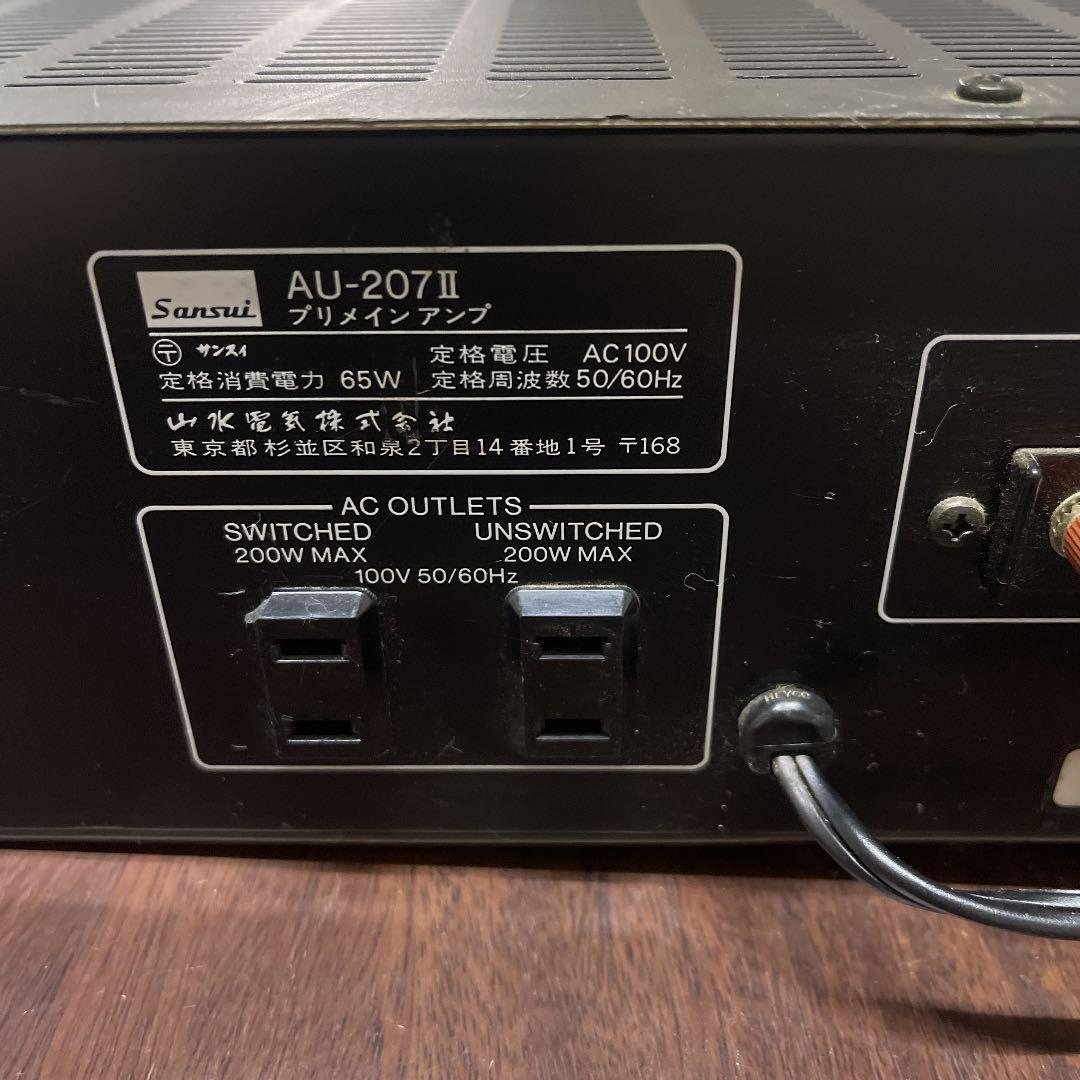 Sansui AU-207II
プリメインアンプ
〒 サンスイ 定格電圧 AC100V
定格消費電力 65W 定格周波数 50/60Hz
山水電気株式会社
東京都杉並区和泉2丁目14番地1号 〒168
AC OUTLETS
SWITCHED UNSWITCHED
200W MAX 200W MAX
100V 50/60Hz
HEYCO